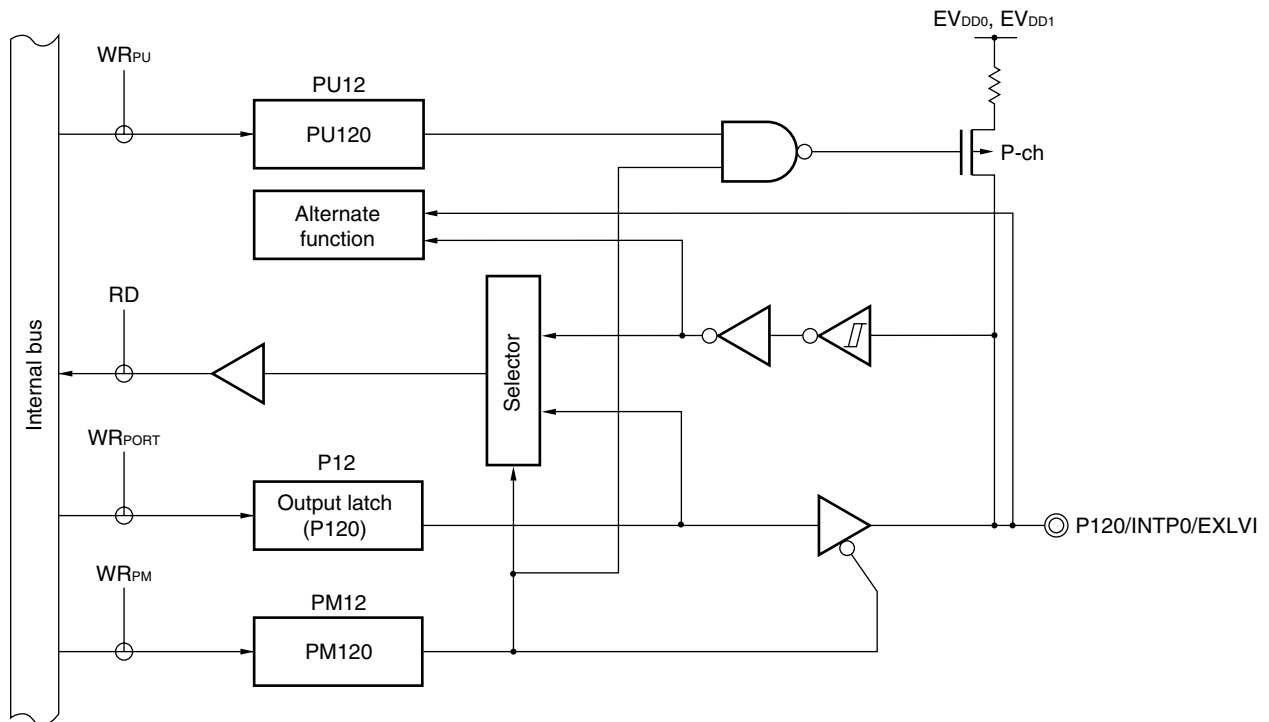 EVDD0, EVDD1
WRPU
PU12
PU120
P-ch
Alternate
function
RD
Internal bus
Selector
WRPORT
P12
Output latch
(P120)
P120/INTP0/EXLVI
WRPM
PM12
PM120